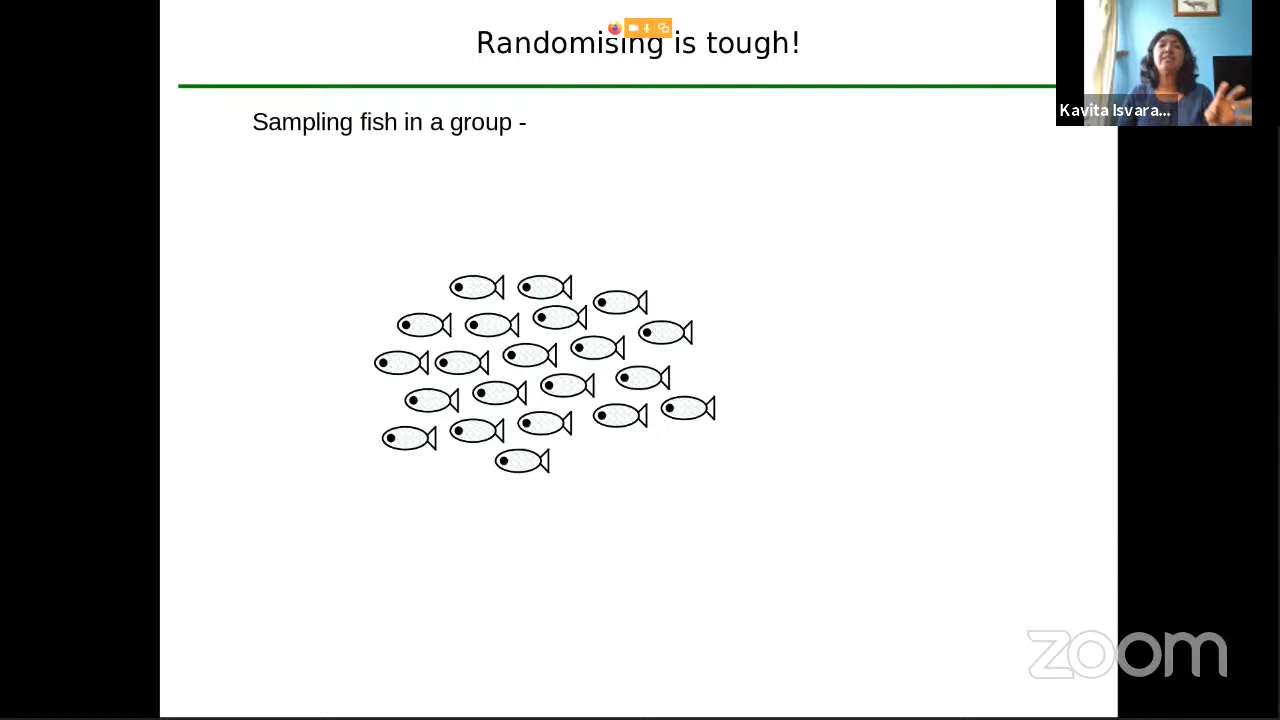 Randomising is tough!
Kavita Isvara...
Sampling fish in a group -
zoom